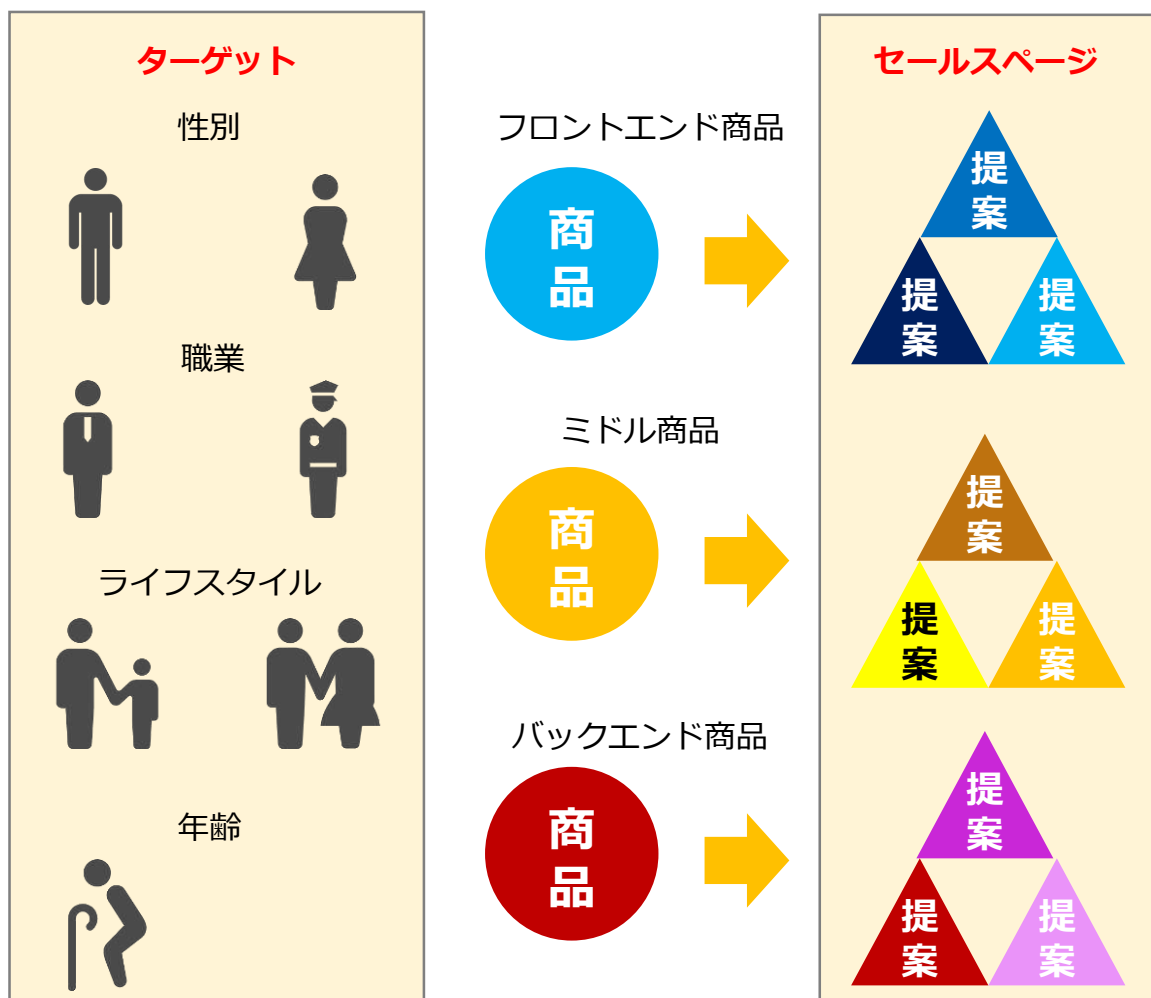 ターゲット
性別
職業
ライフスタイル
年齢
フロントエンド商品
商
品
ミドル商品
商
品
バックエンド商品
商
品
セールスページ
提
案
提
案
提
案
提
案
提
案
提
案
提
案
提
案
提
案